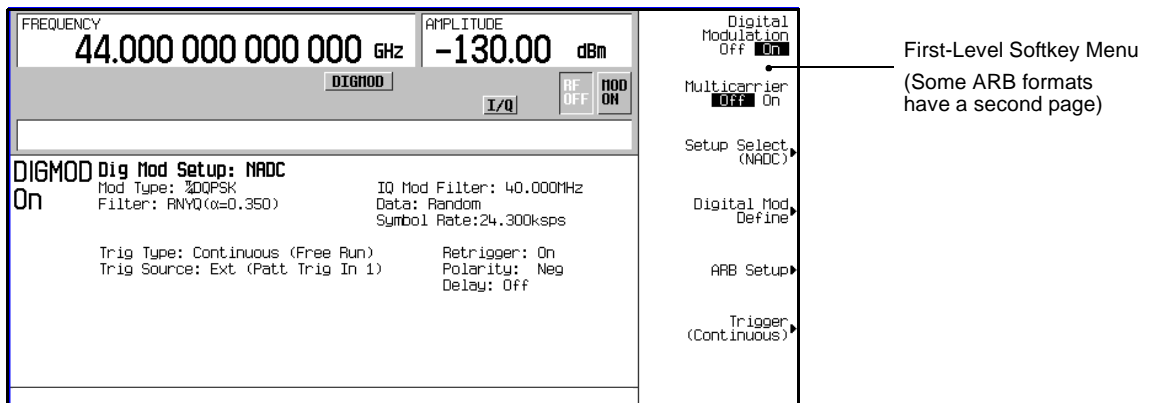 FREQUENCY
44.000 000 000 000 GHz
AMPLITUDE
-130.00 dBm
DIGMOD
I/Q
RF OFF
MOD ON
DIGMOD On
Dig Mod Setup: NADC
Mod Type: π/4DQPSK
Filter: RNYQ(α=0.350)
IQ Mod Filter: 40.000MHz
Data: Random
Symbol Rate:24.300ksps
Trig Type: Continuous (Free Run)
Trig Source: Ext (Patt Trig In 1)
Retrigger: On
Polarity: Neg
Delay: Off
Digital
Modulation
Off On
Multicarrier
Off On
Setup Select
(NADC)
Digital Mod
Define
ARB Setup
Trigger
(Continuous)
First-Level Softkey Menu
(Some ARB formats
have a second page)